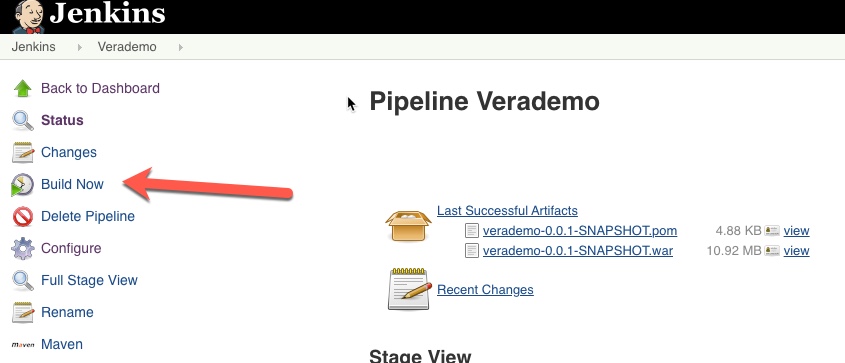 Jenkins
Jenkins Verademo
Back to Dashboard
Status
Changes
Build Now
Delete Pipeline
Configure
Full Stage View
Rename
maven Maven
Pipeline Verademo
Last Successful Artifacts
verademo-0.0.1-SNAPSHOT.pom 4.88 KB view
verademo-0.0.1-SNAPSHOT.war 10.92 MB view
Recent Changes
Stage View